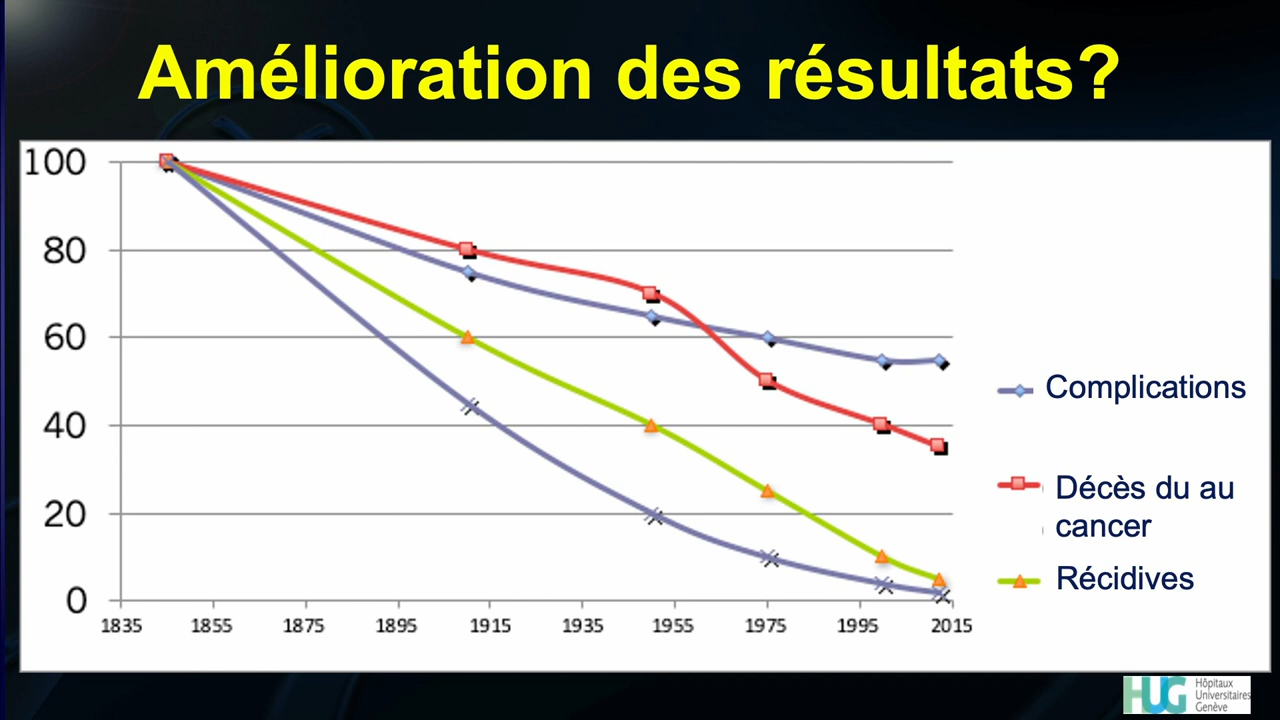 Amélioration des résultats?
100
80
60
40
20
0
1835 1855 1875 1895 1915 1935 1955 1975 1995 2015
Complications
Décès du au
cancer
Récidives
HUG
Hôpitaux
Universitaires
Genève